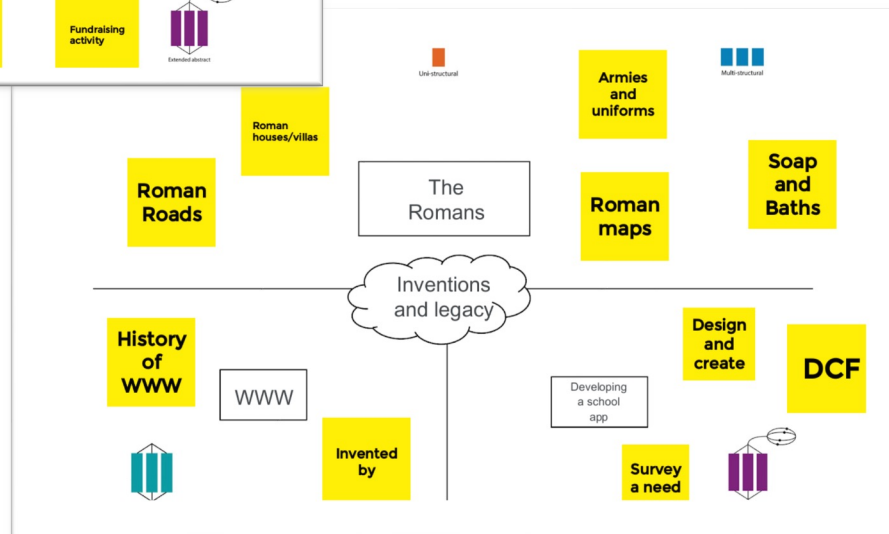 Fundraising
activity
Extended abstract
Uni-structural
Multi-structural
Armies
and
uniforms
Roman
houses/villas
Soap
and
Baths
Roman
Roads
The
Romans
Roman
maps
Inventions
and legacy
History
of
WWW
WWW
Invented
by
Design
and
create
DCF
Developing
a school
app
Survey
a need